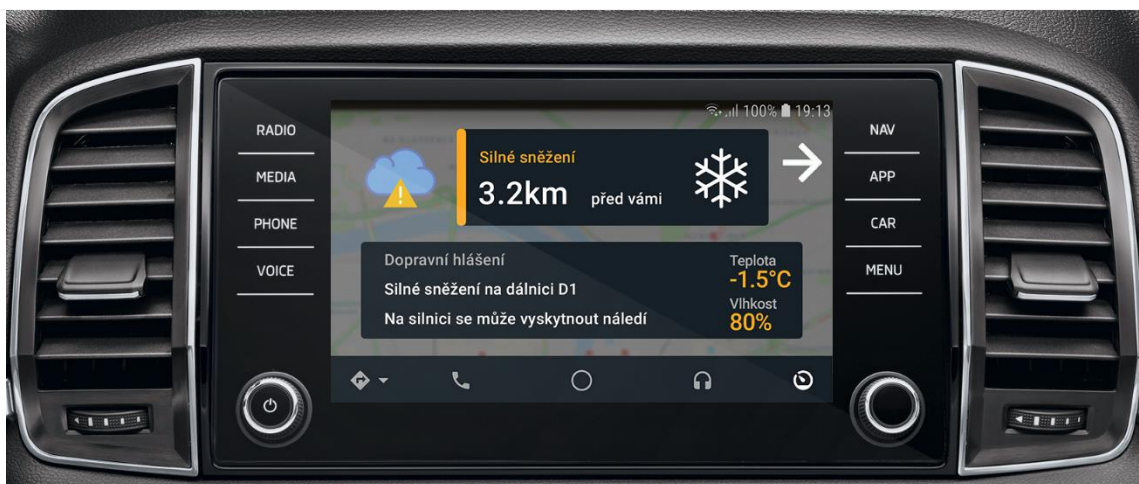 100% 19:13
RADIO
MEDIA
PHONE
VOICE
Silné sněžení
3.2km před vámi
Dopravní hlášení
Silné sněžení na dálnici D1
Na silnici se může vyskytnout náledí
Teplota
-1.5°C
Vlhkost
80%
NAV
APP
CAR
MENU